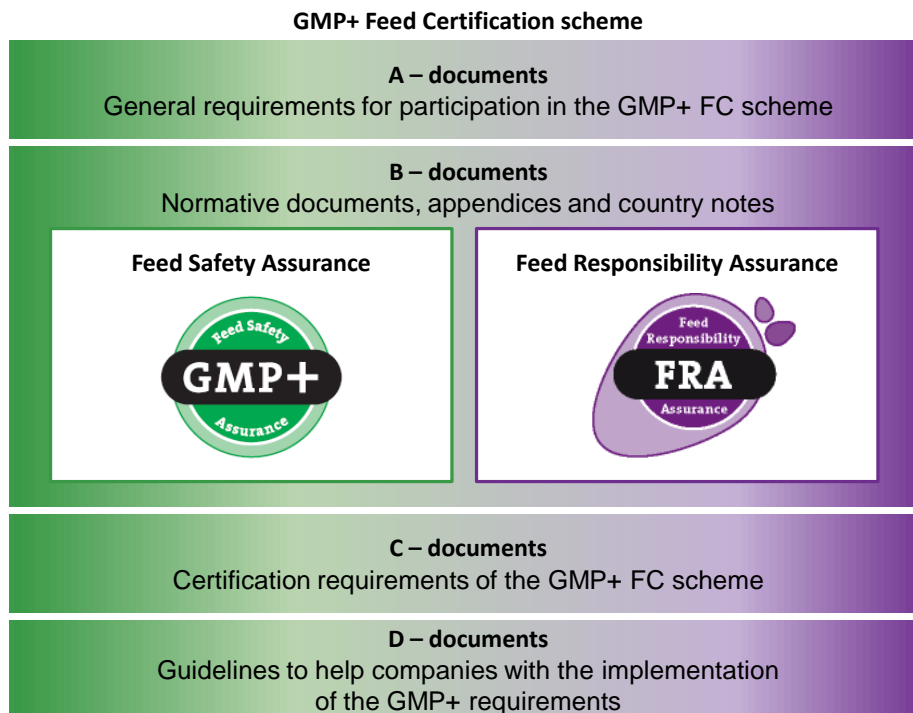 GMP+ Feed Certification scheme
A – documents
General requirements for participation in the GMP+ FC scheme
B – documents
Normative documents, appendices and country notes
Feed Safety Assurance
Feed Safety
GMP+
Assurance
Feed Responsibility Assurance
Feed
Responsibility
FRA
Assurance
C – documents
Certification requirements of the GMP+ FC scheme
D – documents
Guidelines to help companies with the implementation
of the GMP+ requirements